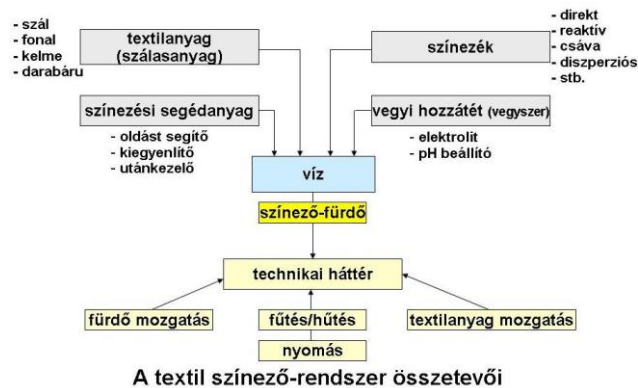 - szál
- fonal
- kelme
- darabáru
textilanyag
(szálasanyag)
színezék
- direkt
- reaktív
- csáva
- diszperziós
- stb.
színezési segédanyag
- oldást segítő
- kiegyenlítő
- utánkezelő
vegyi hozzátét (vegyszer)
- elektrolit
- pH beállító
víz
színező-fürdő
technikai háttér
fürdő mozgatás
fűtés/hűtés
textilanyag mozgatás
nyomás
A textil színező-rendszer összetevői